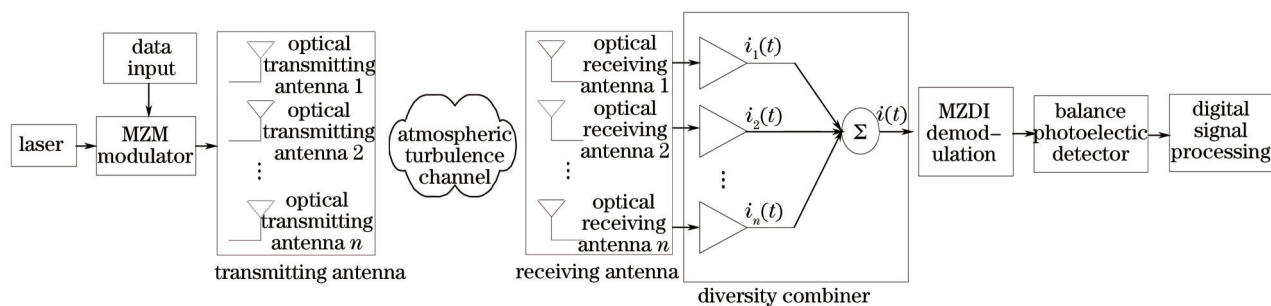 data
input
laser
MZM
modulator
optical
transmitting
antenna 1
optical
transmitting
antenna 2
optical
transmitting
antenna n
transmitting antenna
atmospheric
turbulence
channel
optical
receiving
antenna 1
optical
receiving
antenna 2
optical
receiving
antenna n
receiving antenna
i₁(t)
i₂(t)
iₙ(t)
Σ
i(t)
diversity combiner
MZDI
demod-
ulation
balance
photoelectic
detector
digital
signal
processing